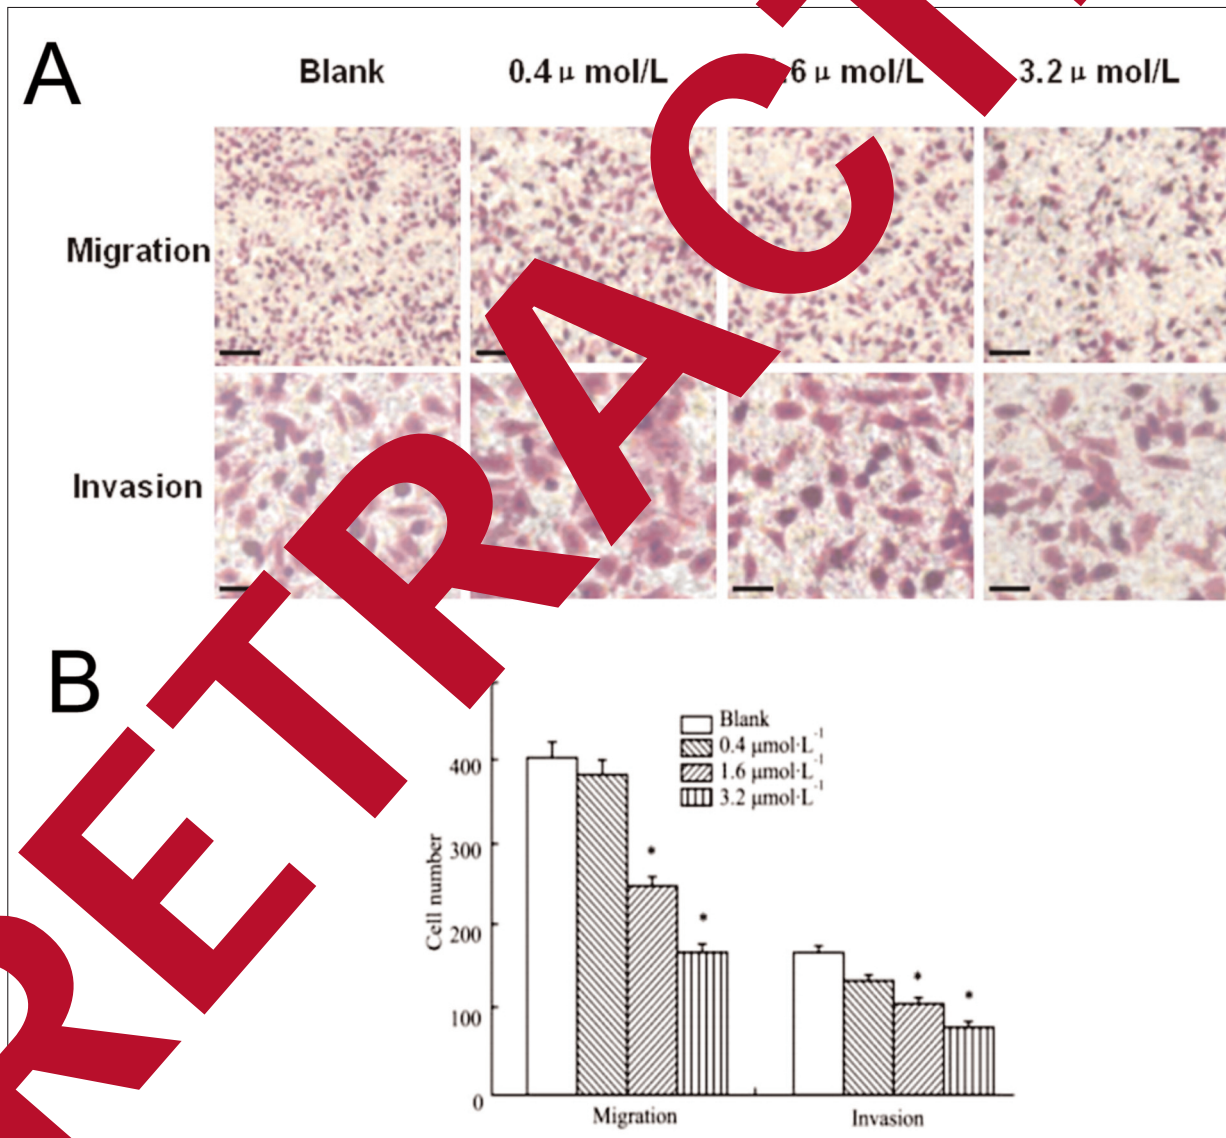 A
Blank 0.4 μ mol/L .6 μ mol/L 3.2 μ mol/L
Migration
Invasion
RETRACT
B
Blank
0.4 μmol·L-1
1.6 μmol·L-1
3.2 μmol·L-1
400
300
200
100
0
Cell number
* * * *
Migration Invasion